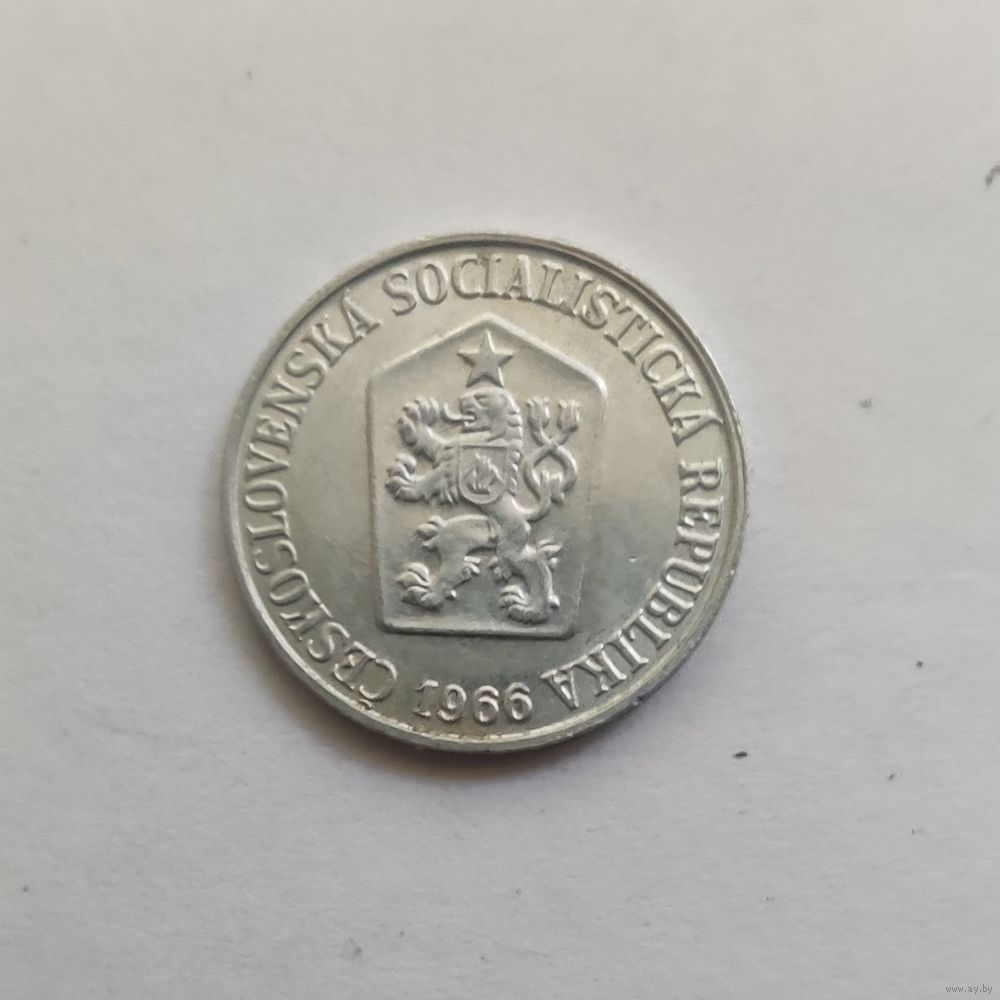 ČESKOSLOVENSKÁ SOCIALISTICKÁ REPUBLIKA
1966
www.ay.by